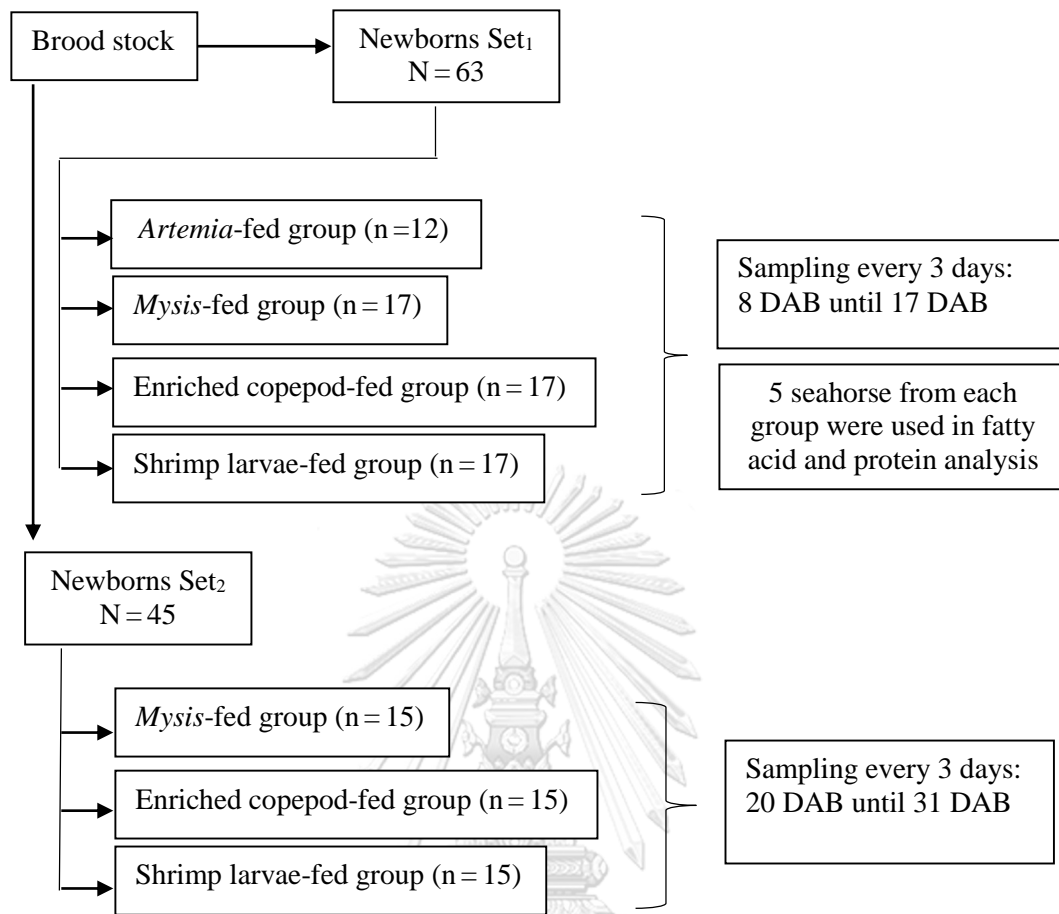 Brood stock
Newborns Set₁
N = 63
Artemia-fed group (n =12)
Mysis-fed group (n = 17)
Enriched copepod-fed group (n = 17)
Shrimp larvae-fed group (n = 17)
Sampling every 3 days:
8 DAB until 17 DAB
5 seahorse from each
group were used in fatty
acid and protein analysis
Newborns Set₂
N = 45
Mysis-fed group (n = 15)
Enriched copepod-fed group (n = 15)
Shrimp larvae-fed group (n = 15)
Sampling every 3 days:
20 DAB until 31 DAB